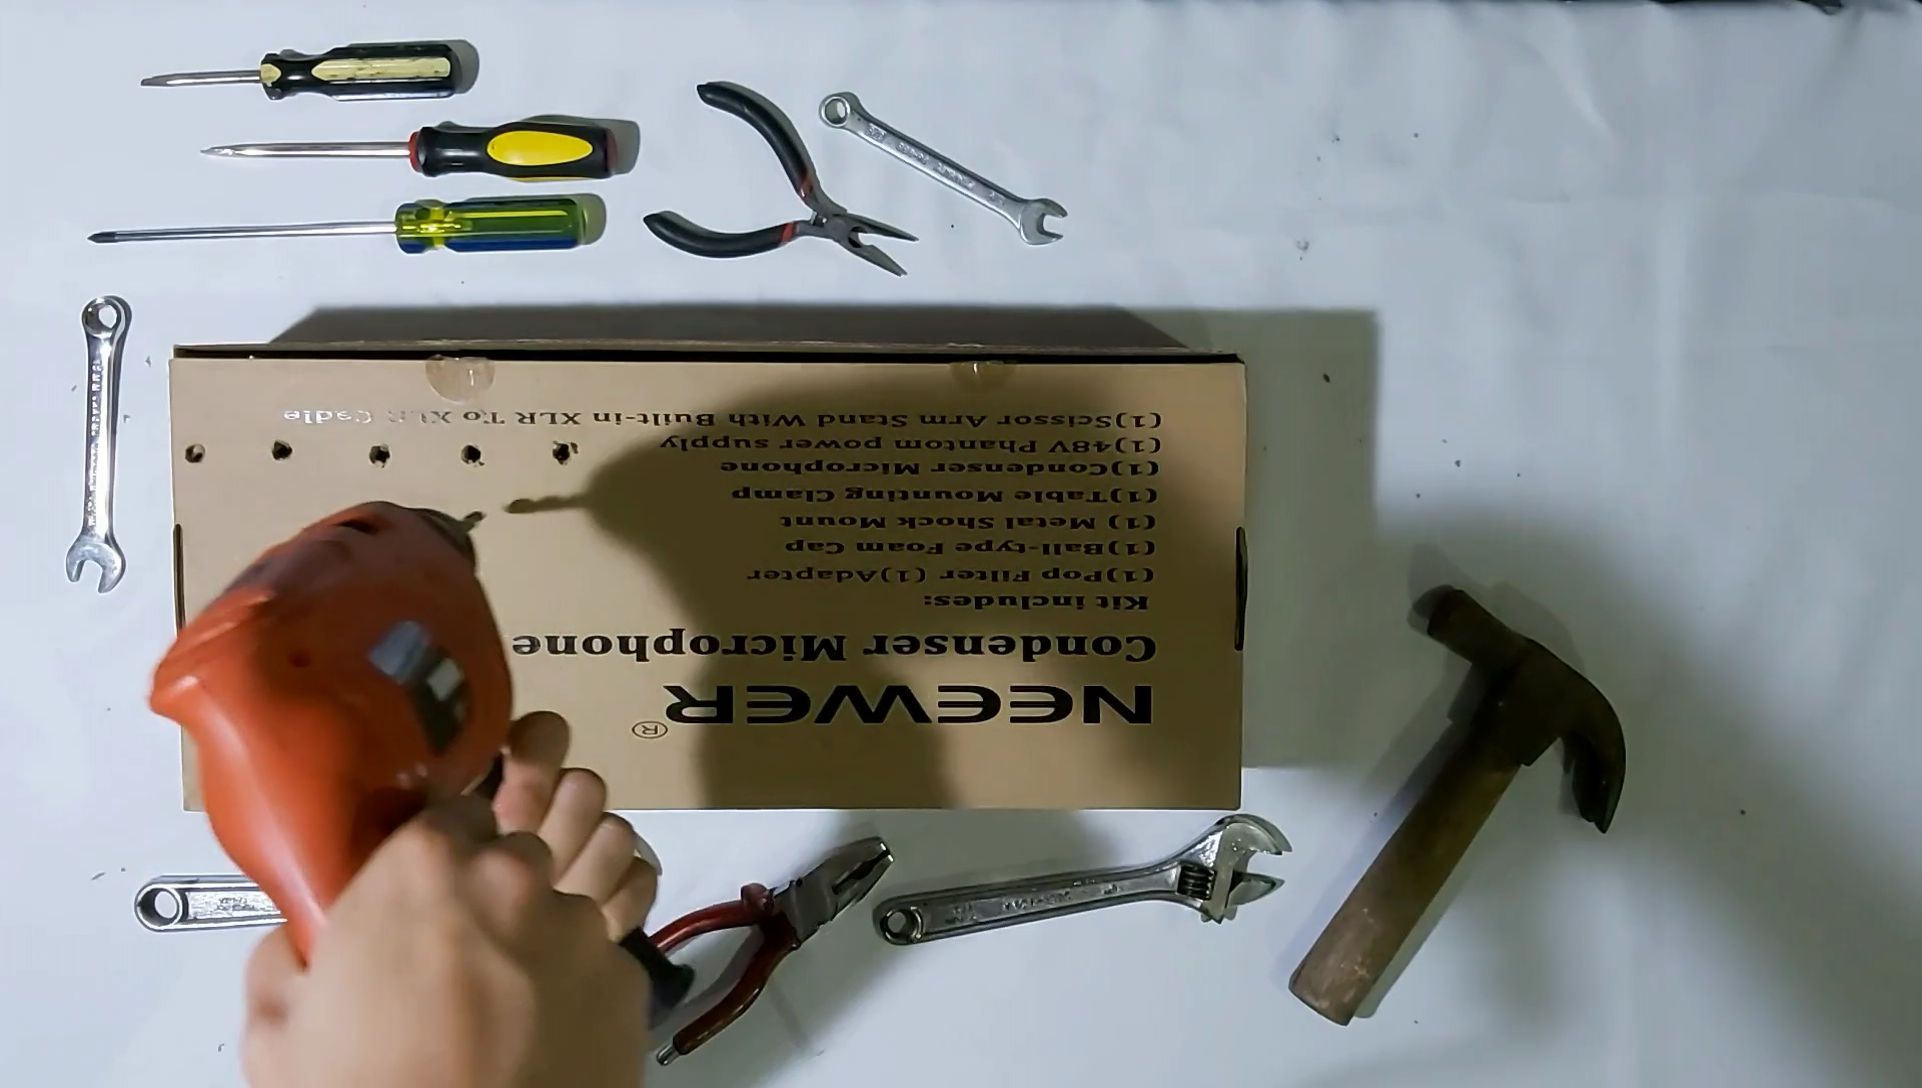 NEEWER®
Condenser Microphone
Kit includes:
(1)Pop Filter (1)Adapter
(1)Ball-type Foam Cap
(1) Metal Shock Mount
(1)Table Mounting Clamp
(1)Condenser Microphone
(1)48V Phantom power supply
(1)Scissor Arm Stand With Built-in XLR To XLR Cable